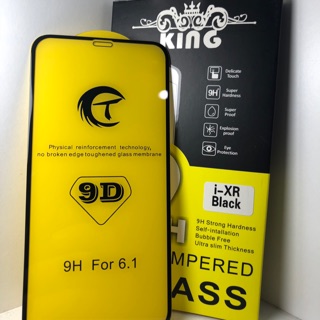 KING
Delicate
Touch
9H
Super
Hardness
Super
Proof
Explosion
proof
Eye
Protection
Physical reinforcement technology,
no broken edge toughened glass membrane
9D
9H For 6.1
i-XR
Black
9H Strong Hardness
Self-intallation
Bubble Free
Ultra slim Thickness
H
MPERED
ASS